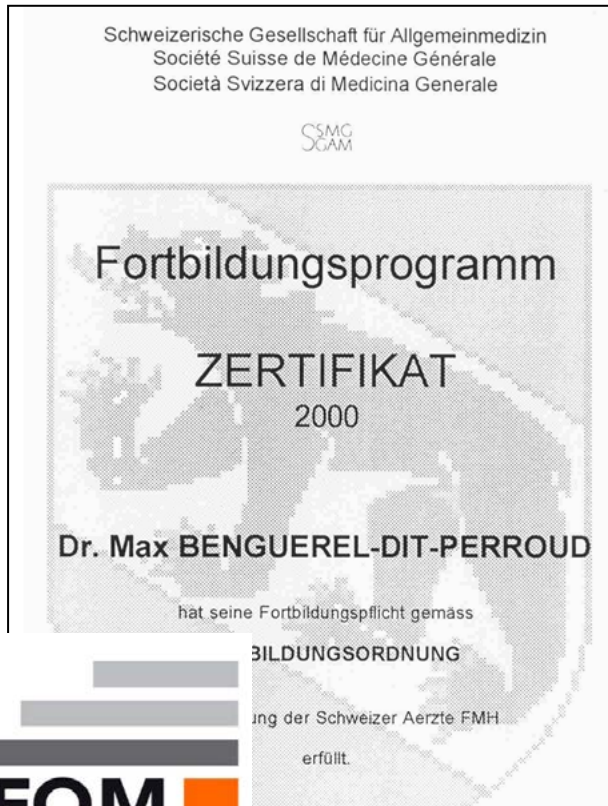 Schweizerische Gesellschaft für Allgemeinmedizin
Société Suisse de Médecine Générale
Società Svizzera di Medicina Generale
SSMG
SGAM
Fortbildungsprogramm
ZERTIFIKAT
2000
Dr. Max BENGUEREL-DIT-PERROUD
hat seine Fortbildungspflicht gemäss
BILDUNGSORDNUNG
ung der Schweizer Aerzte FMH
erfüllt.